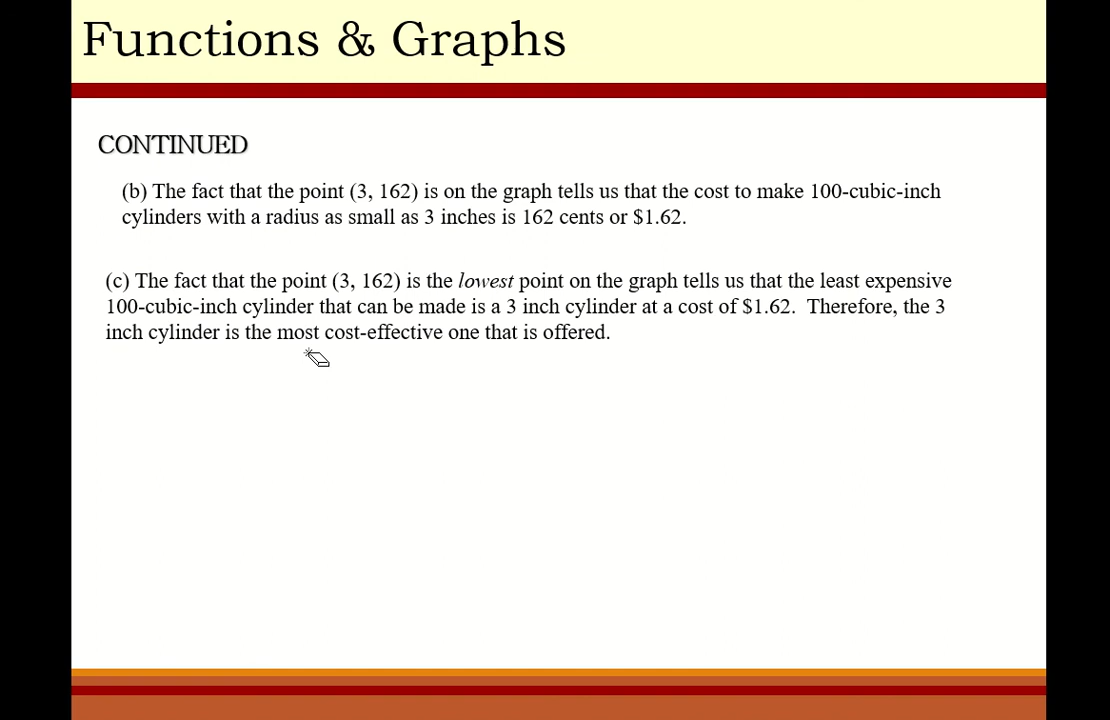 Functions & Graphs
CONTINUED
(b) The fact that the point (3, 162) is on the graph tells us that the cost to make 100-cubic-inch
cylinders with a radius as small as 3 inches is 162 cents or $1.62.
(c) The fact that the point (3, 162) is the lowest point on the graph tells us that the least expensive
100-cubic-inch cylinder that can be made is a 3 inch cylinder at a cost of $1.62.  Therefore, the 3
inch cylinder is the most cost-effective one that is offered.